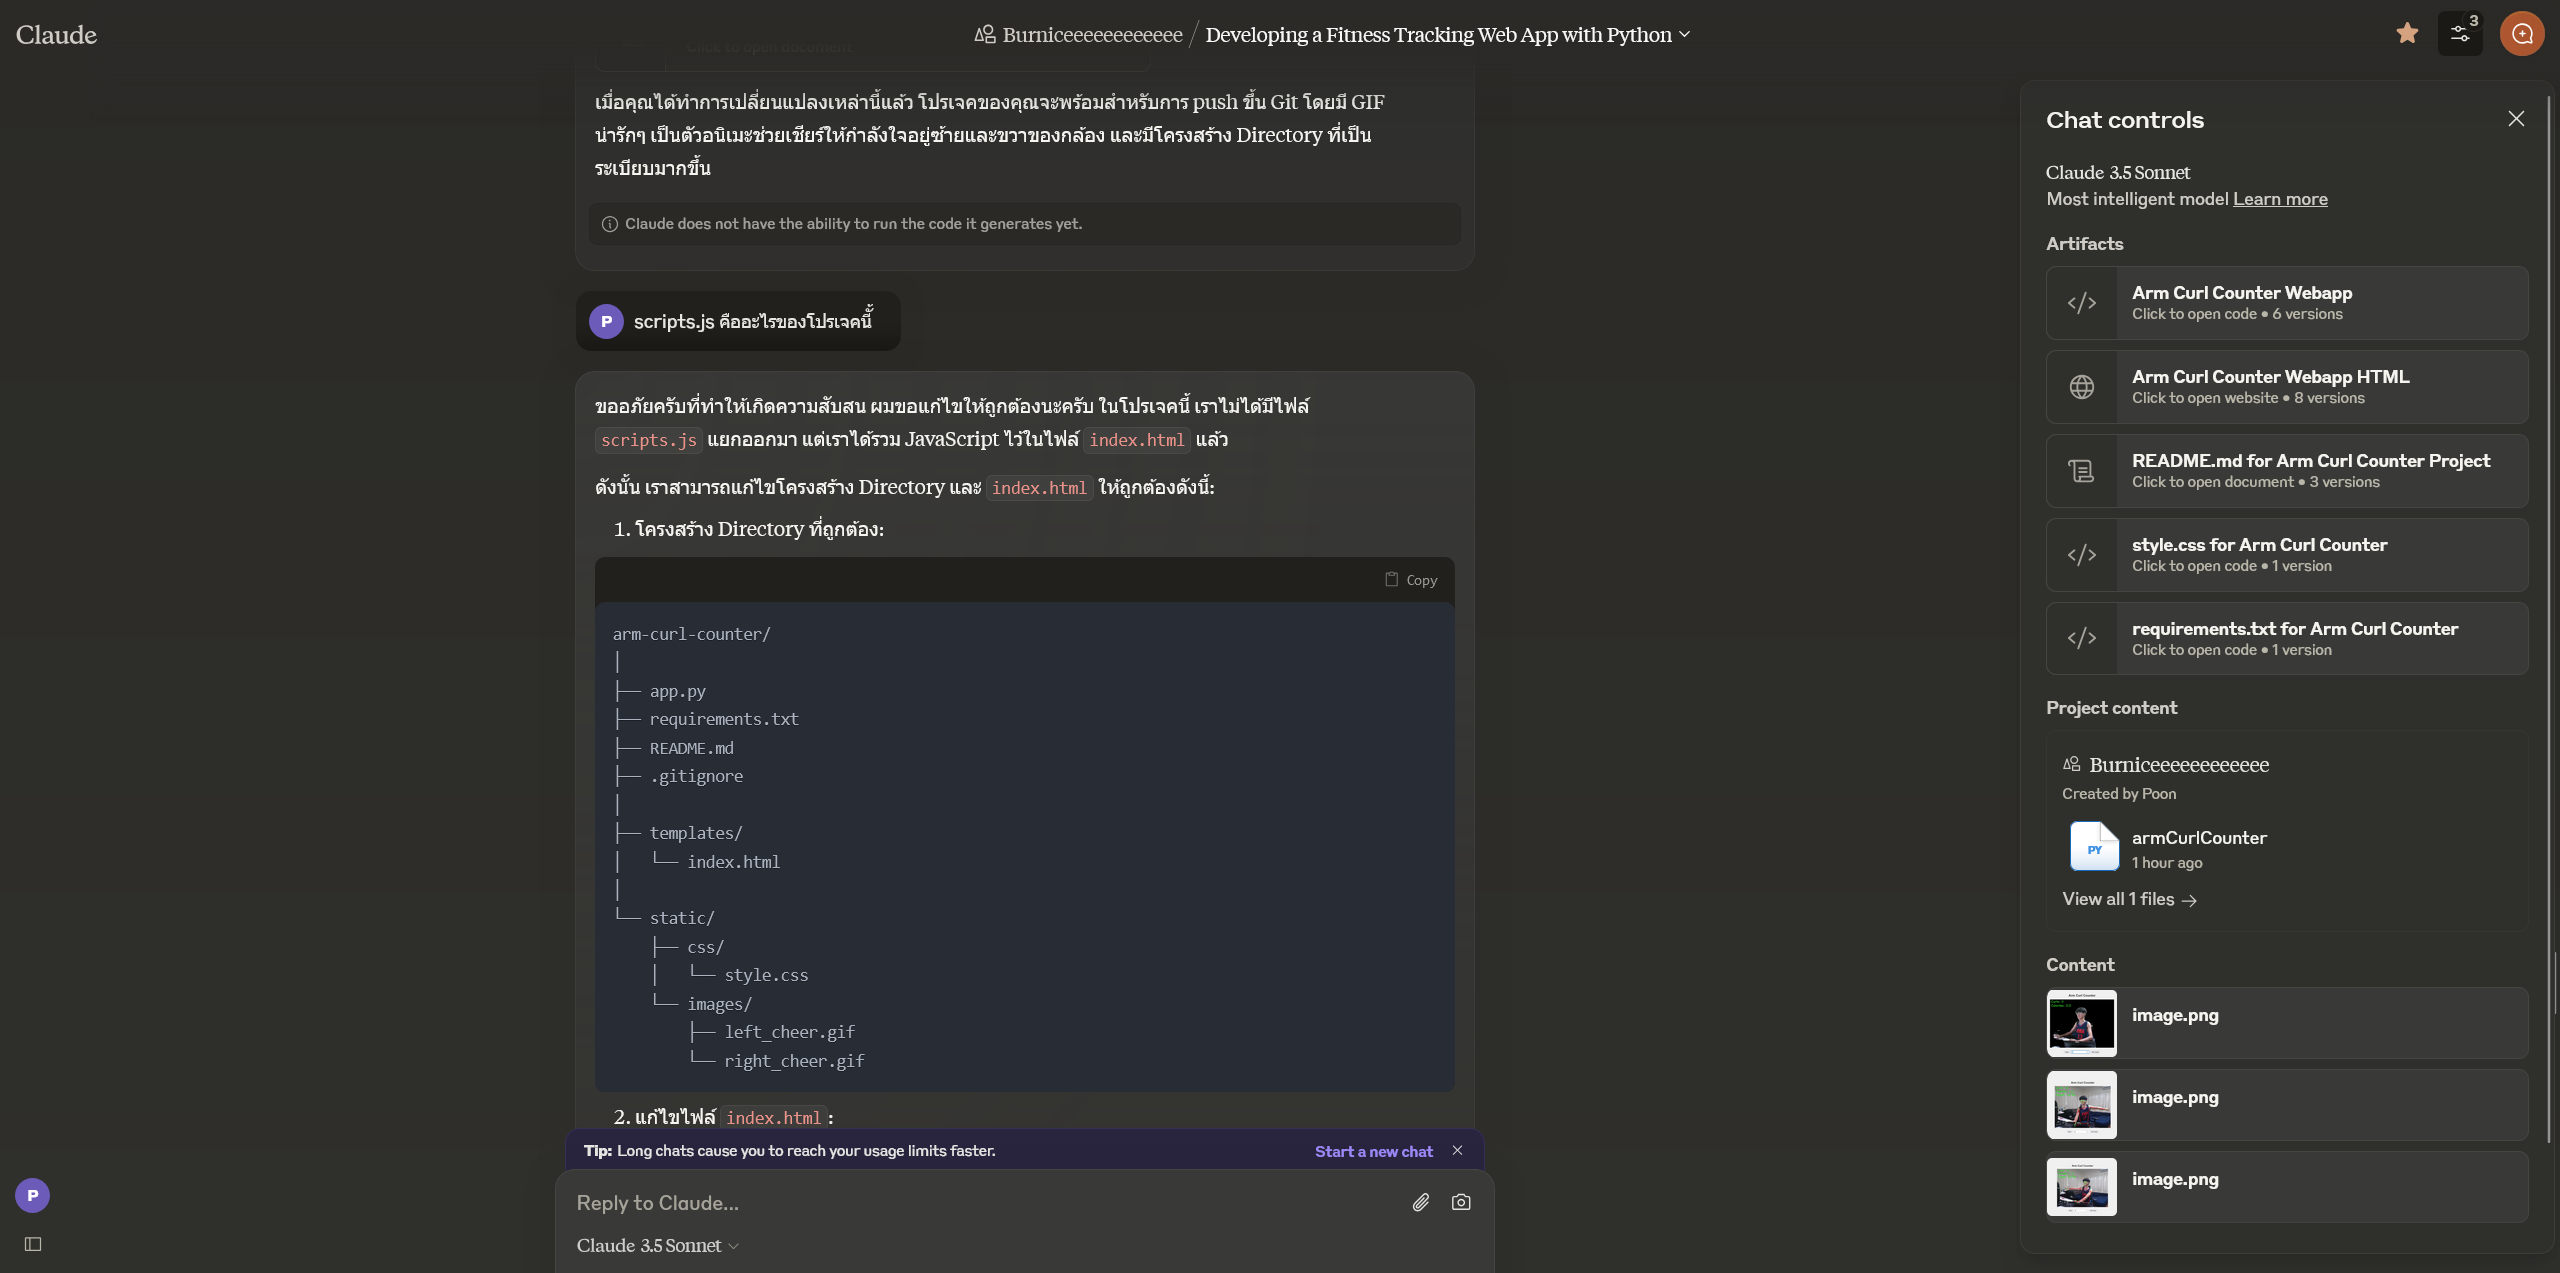 Claude
Burniceeeeeeeeeeeee / Developing a Fitness Tracking Web App with Python
3
Click to open document
เมื่อคุณได้ทำการเปลี่ยนแปลงเหล่านี้แล้ว โปรเจคของคุณจะพร้อมสำหรับการ push ขึ้น Git โดยมี GIF
น่ารักๆ เป็นตัวอนิเมะช่วยเชียร์ให้กำลังใจอยู่ซ้ายและขวาของกล้อง และมีโครงสร้าง Directory ที่เป็น
ระเบียบมากขึ้น
Claude does not have the ability to run the code it generates yet.
P
scripts.js คืออะไรของโปรเจคนี้
ขออภัยครับที่ทำให้เกิดความสับสน ผมขอแก้ไขให้ถูกต้องนะครับ ในโปรเจคนี้ เราไม่ได้มีไฟล์
scripts.js แยกออกมา แต่เราได้รวม JavaScript ไว้ในไฟล์ index.html แล้ว
ดังนั้น เราสามารถแก้ไขโครงสร้าง Directory และ index.html ให้ถูกต้องดังนี้:
1. โครงสร้าง Directory ที่ถูกต้อง:
Copy
arm-curl-counter/
│
├── app.py
├── requirements.txt
├── README.md
├── .gitignore
│
├── templates/
│   └── index.html
│
└── static/
    ├── css/
    │   └── style.css
    └── images/
        ├── left_cheer.gif
        └── right_cheer.gif
2. แก้ไขไฟล์ index.html :
Tip: Long chats cause you to reach your usage limits faster.
Start a new chat
Reply to Claude...
Claude 3.5 Sonnet
P
Chat controls
Claude 3.5 Sonnet
Most intelligent model Learn more
Artifacts
Arm Curl Counter Webapp
Click to open code • 6 versions
Arm Curl Counter Webapp HTML
Click to open website • 8 versions
README.md for Arm Curl Counter Project
Click to open document • 3 versions
style.css for Arm Curl Counter
Click to open code • 1 version
requirements.txt for Arm Curl Counter
Click to open code • 1 version
Project content
Burniceeeeeeeeeeeee
Created by Poon
PY
armCurlCounter
1 hour ago
View all 1 files →
Content
image.png
image.png
image.png